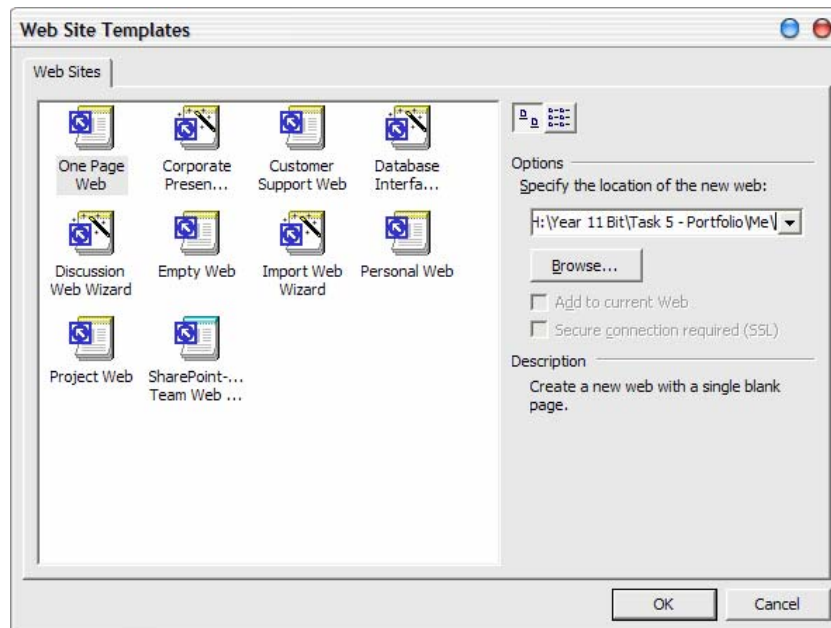 Web Site Templates
Web Sites
One Page
Web
Corporate
Presen...
Customer
Support Web
Database
Interfa...
Discussion
Web Wizard
Empty Web
Import Web
Wizard
Personal Web
Project Web
SharePoint-...
Team Web ...
Options
Specify the location of the new web:
H:\Year 11 Bit\Task 5 - Portfolio\Me\
Browse...
Add to current Web
Secure connection required (SSL)
Description
Create a new web with a single blank
page.
OK
Cancel